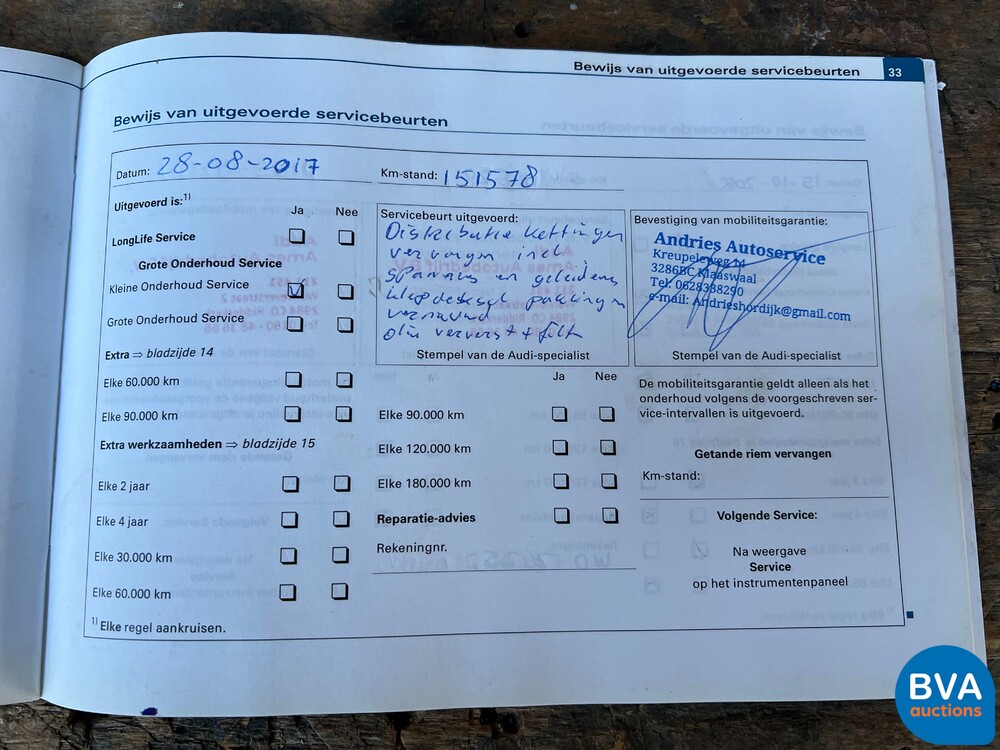 Bewijs van uitgevoerde servicebeurten 33
Bewijs van uitgevoerde servicebeurten
Datum: 28-08-2017 Km-stand: 151578
Uitgevoerd is:1)
Ja Nee
LongLife Service
Grote Onderhoud Service
Kleine Onderhoud Service
Grote Onderhoud Service
Extra ⇒ bladzijde 14
Elke 60.000 km
Elke 90.000 km
Extra werkzaamheden ⇒ bladzijde 15
Elke 2 jaar
Elke 4 jaar
Elke 30.000 km
Elke 60.000 km
1) Elke regel aankruisen.
Servicebeurt uitgevoerd:
Distributie kettingen
vervangen incl
spanners en geleiders
klepdeksel pakkingen
vernieuwd
olie ververst + filter
Stempel van de Audi-specialist
Ja Nee
Elke 90.000 km
Elke 120.000 km
Elke 180.000 km
Reparatie-advies
Rekeningnr.
Bevestiging van mobiliteitsgarantie:
Andries Autoservice
Kreupeleweg 14
3286BC Klaaswaal
Tel: 0628338290
e-mail: Andrieshordijk@gmail.com
Stempel van de Audi-specialist
De mobiliteitsgarantie geldt alleen als het
onderhoud volgens de voorgeschreven ser-
vice-intervallen is uitgevoerd.
Getande riem vervangen
Km-stand:
Volgende Service:
Na weergave
Service
op het instrumentenpaneel
BVA
auctions